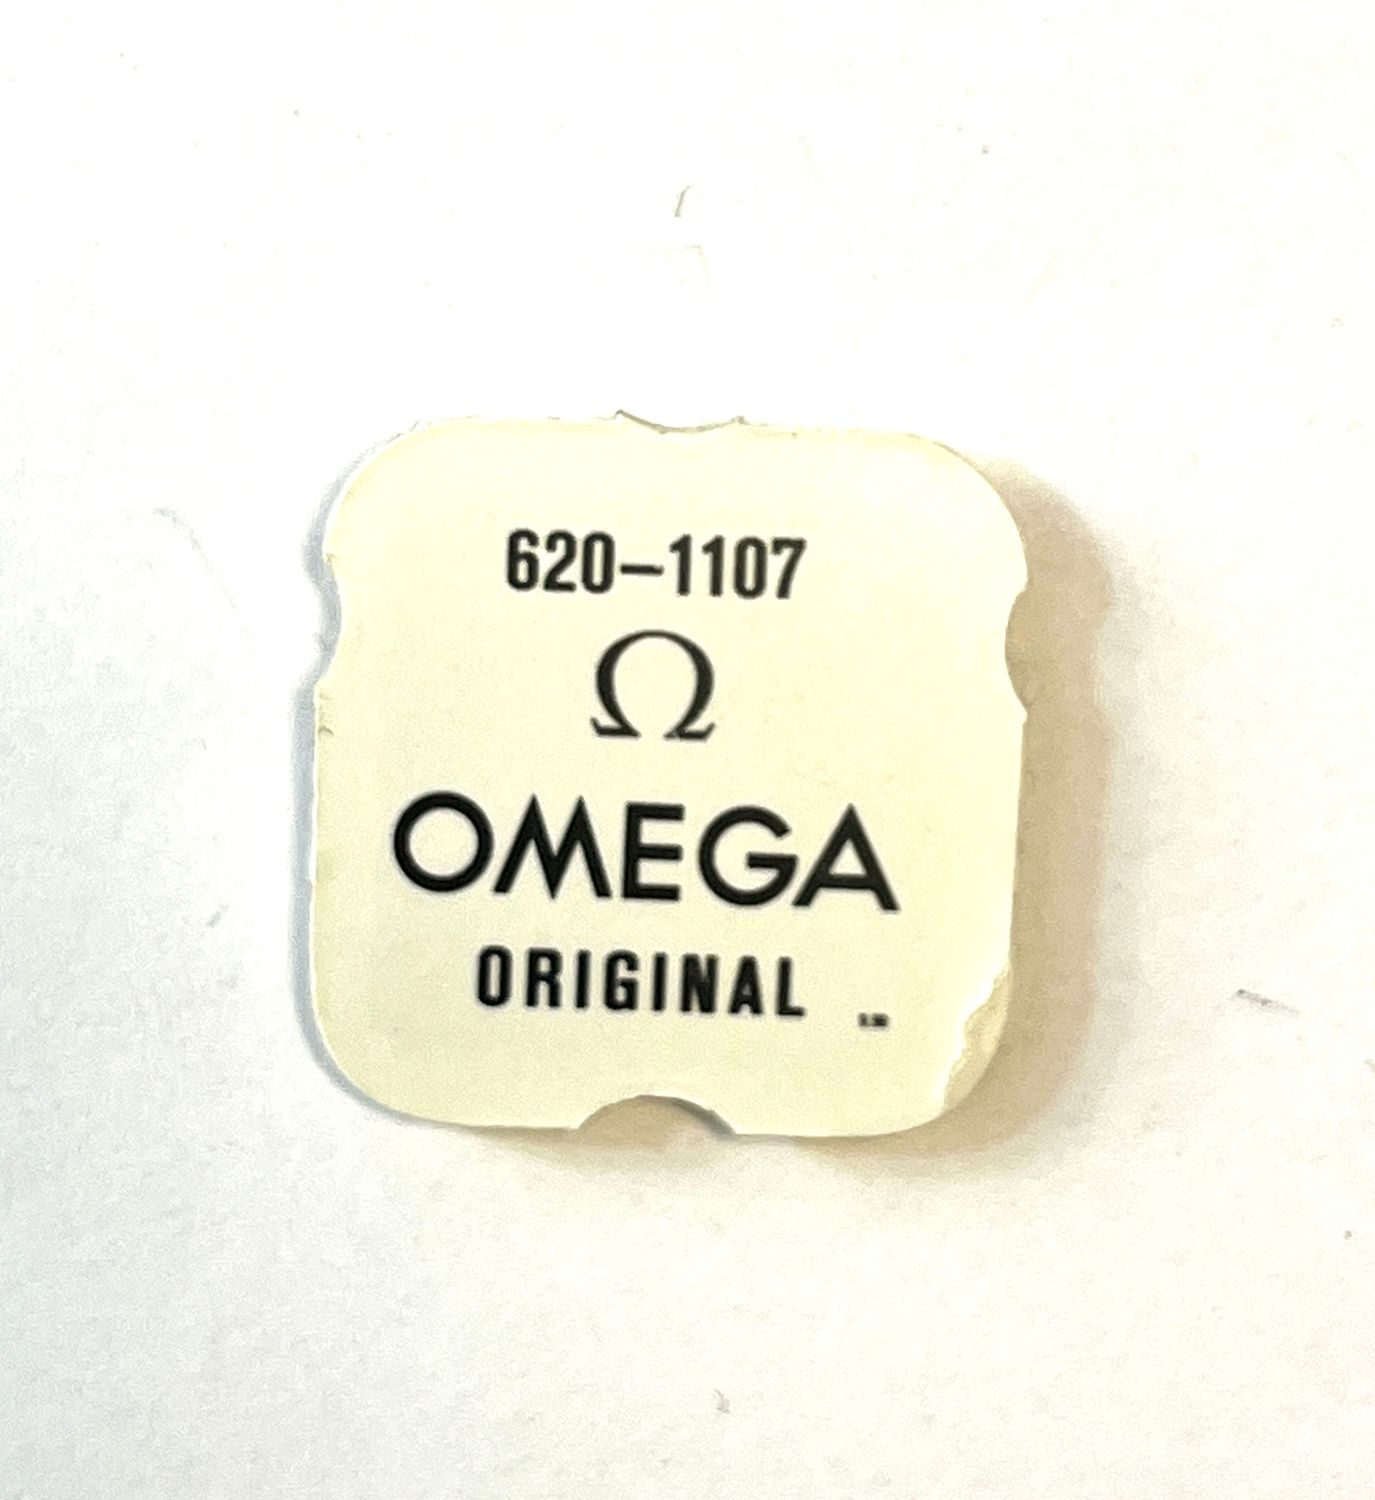 620-1107
Ω
OMEGA
ORIGINAL